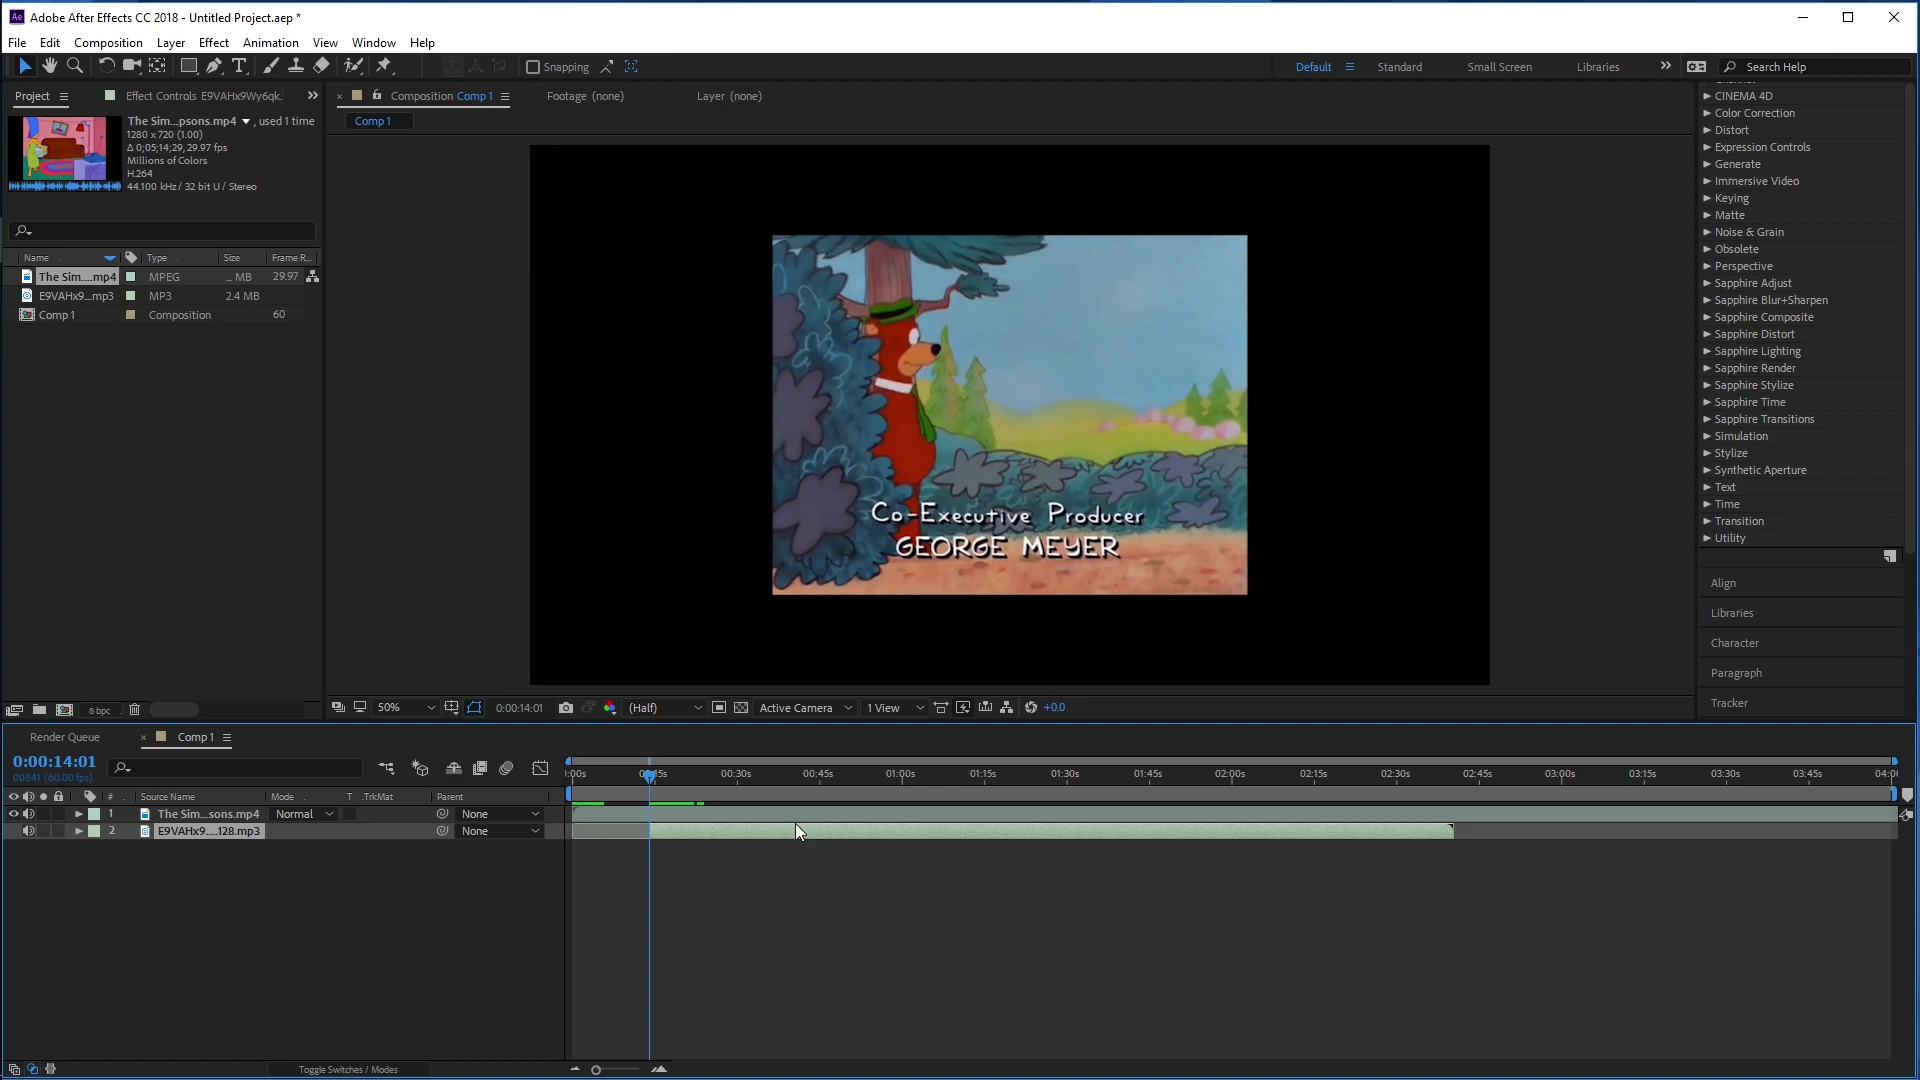 Adobe After Effects CC 2018 - Untitled Project.aep *
File Edit Composition Layer Effect Animation View Window Help
Snapping Default Standard Small Screen Libraries Search Help
Project Effect Controls E9VAHx9Wy6qk.
Composition Comp 1 Footage (none) Layer (none)
Comp 1
The Sim...psons.mp4 , used 1 time
1280 x 720 (1.00)
Δ 0;05;14;29, 29.97 fps
Millions of Colors
H.264
44.100 kHz / 32 bit U / Stereo
Name Type Size Frame R...
The Sim....mp4 MPEG ... MB 29.97
E9VAHx9...mp3 MP3 2.4 MB
Comp 1 Composition 60
8 bpc
Co-Executive Producer
GEORGE MEYER
50% 0:00:14:01 (Half) Active Camera 1 View +0.0
CINEMA 4D
Color Correction
Distort
Expression Controls
Generate
Immersive Video
Keying
Matte
Noise & Grain
Obsolete
Perspective
Sapphire Adjust
Sapphire Blur+Sharpen
Sapphire Composite
Sapphire Distort
Sapphire Lighting
Sapphire Render
Sapphire Stylize
Sapphire Time
Sapphire Transitions
Simulation
Stylize
Synthetic Aperture
Text
Time
Transition
Utility
Align
Libraries
Character
Paragraph
Tracker
Render Queue Comp 1
0:00:14:01
00841 (60.00 fps)
:00s 00:30s 00:45s 01:00s 01:15s 01:30s 01:45s 02:00s 02:15s 02:30s 02:45s 03:00s 03:15s 03:30s 03:45s 04:0
# Source Name Mode T .TrkMat Parent
1 The Sim...sons.mp4 Normal None
2 E9VAHx9....128.mp3 None
Toggle Switches / Modes